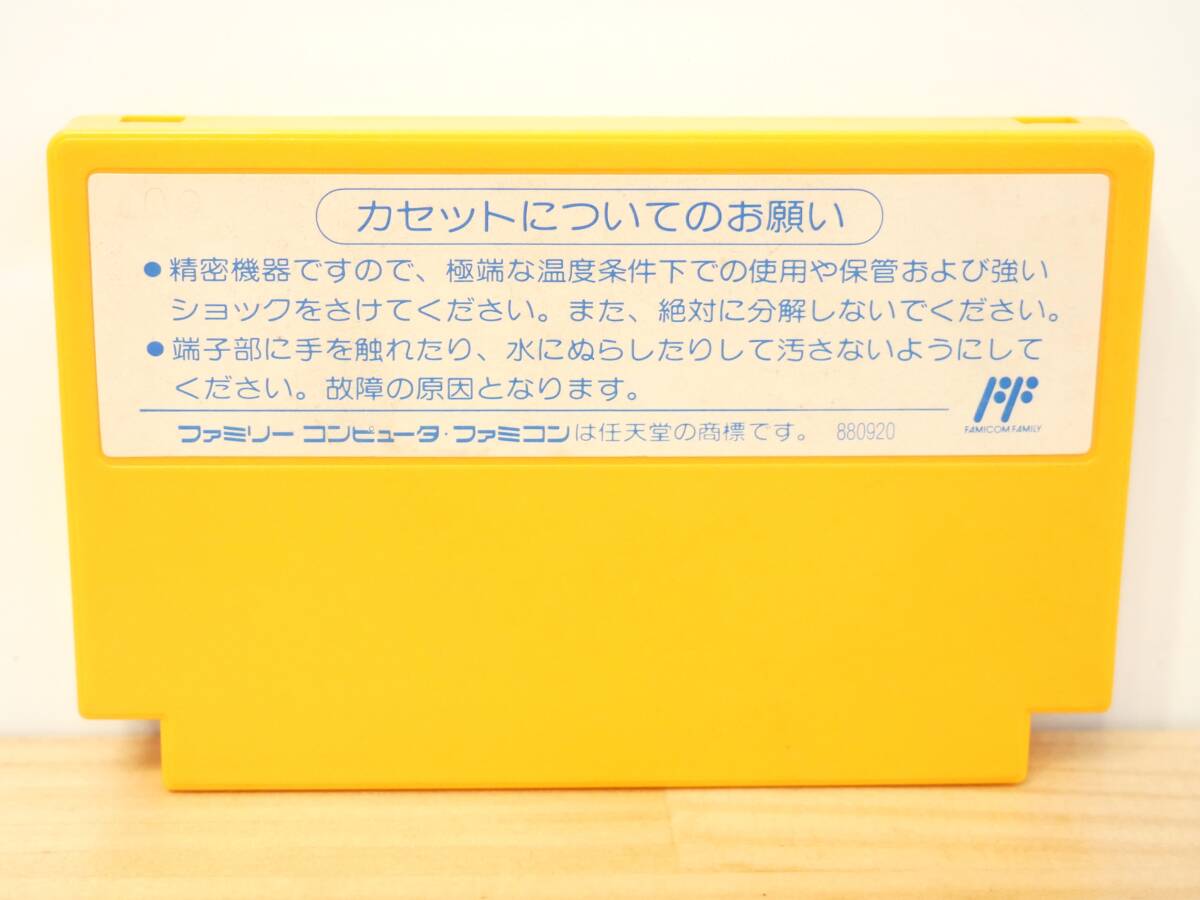 カセットについてのお願い
●精密機器ですので、極端な温度条件下での使用や保管および強い
ショックをさけてください。また、絶対に分解しないでください。
●端子部に手を触れたり、水にぬらしたりして汚さないようにして
ください。故障の原因となります。
FAMICOM FAMILY
ファミリーコンピュータ・ファミコンは任天堂の商標です。 880920